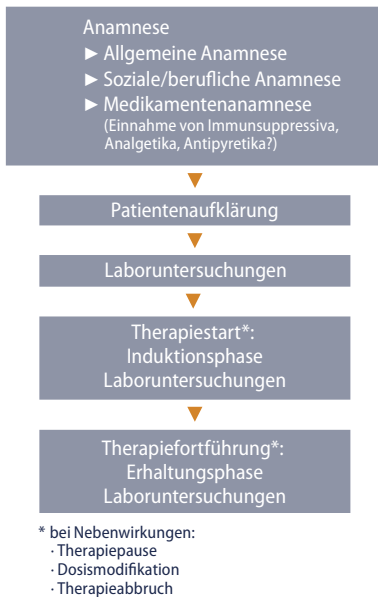 Anamnese
► Allgemeine Anamnese
► Soziale/berufliche Anamnese
► Medikamentenanamnese
(Einnahme von Immunsuppressiva,
Analgetika, Antipyretika?)
Patientenaufklärung
Laboruntersuchungen
Therapiestart*:
Induktionsphase
Laboruntersuchungen
Therapiefortführung*:
Erhaltungsphase
Laboruntersuchungen
* bei Nebenwirkungen:
· Therapiepause
· Dosismodifikation
· Therapieabbruch